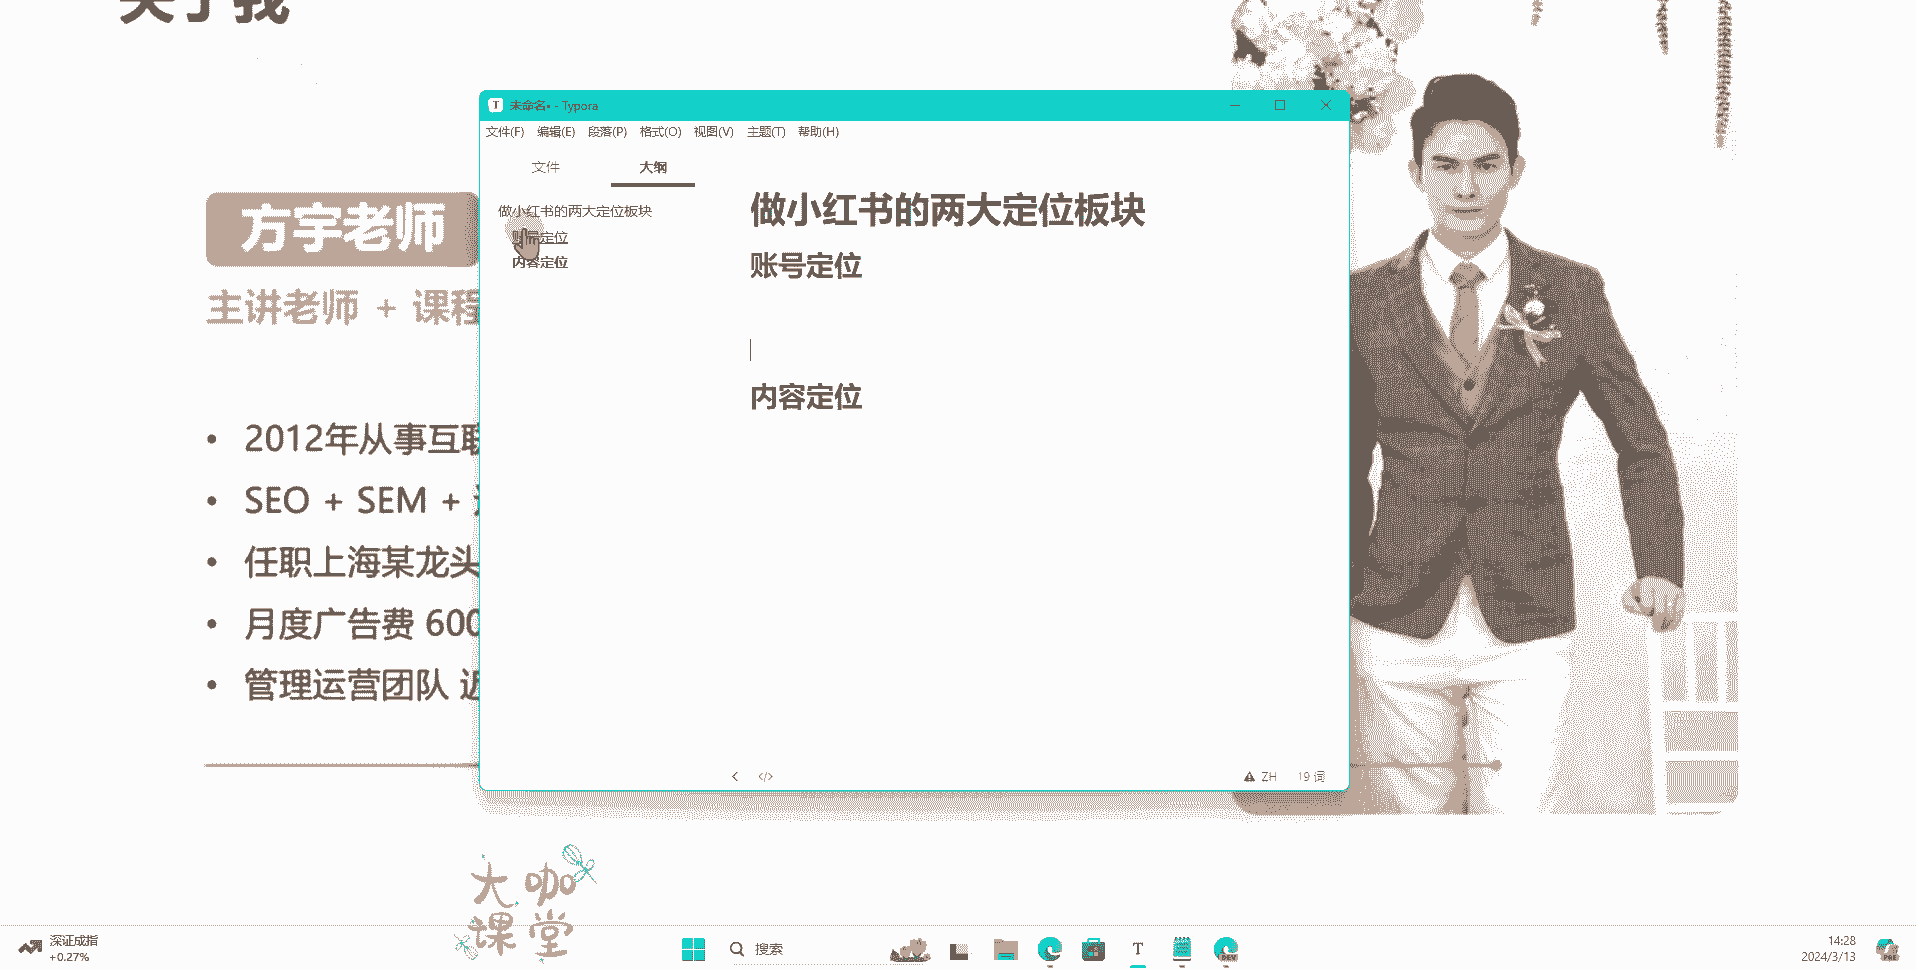 关于我
方宇老师
主讲老师 + 课程
2012年从事互联
SEO + SEM +
任职上海某龙头
月度广告费 600
管理运营团队 近
未命名• - Typora
文件(F) 编辑(E) 段落(P) 格式(O) 视图(V) 主题(T) 帮助(H)
文件 大纲
做小红书的两大定位板块
账号定位
内容定位
做小红书的两大定位板块
账号定位
内容定位
ZH 19 词
大咖
课堂
深证成指
+0.27%
搜索
T
DEV
14:28
2024/3/13
PRE